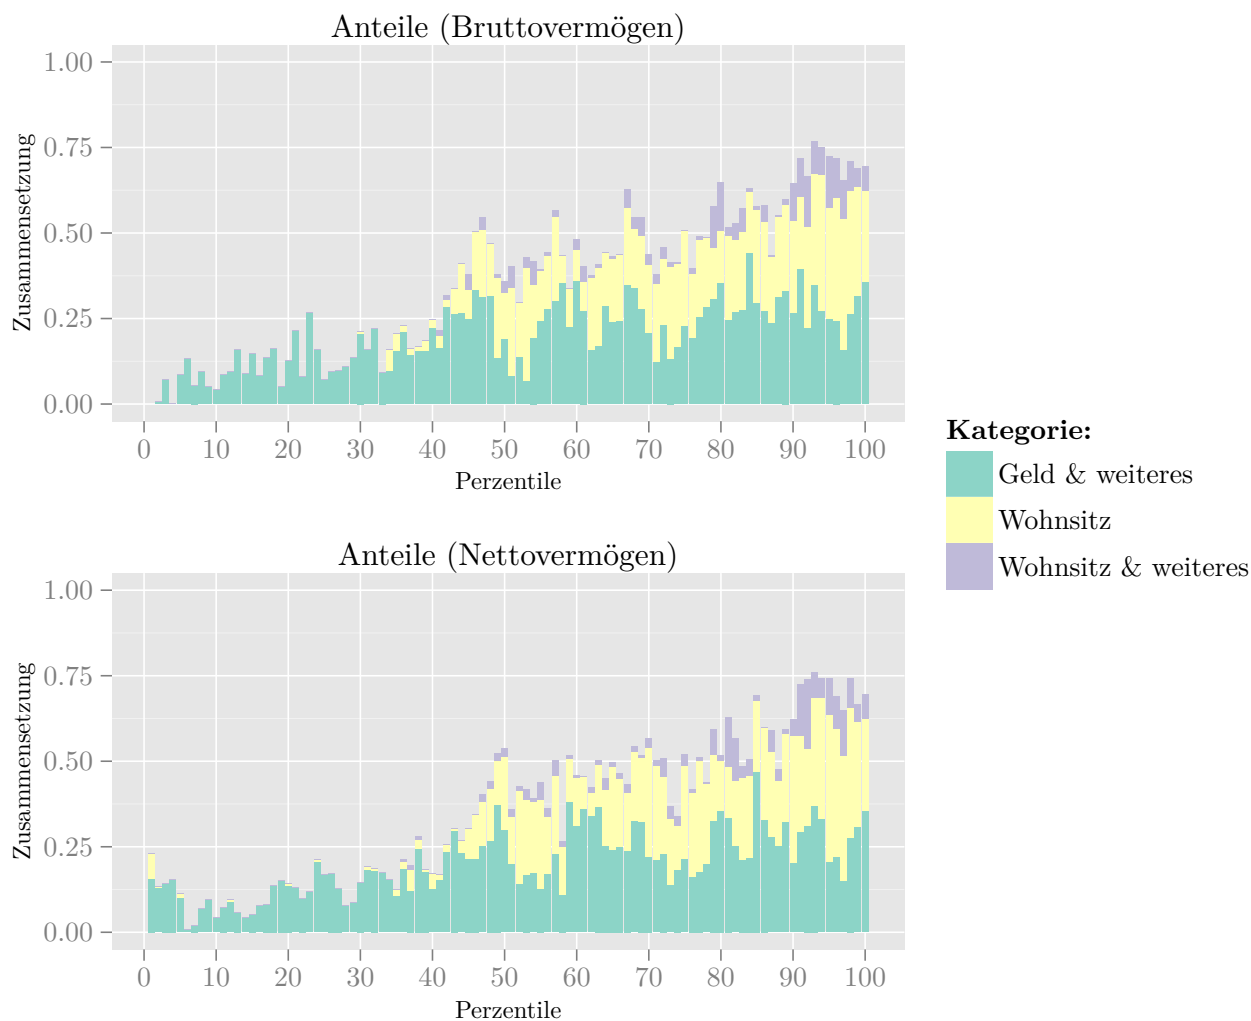 Anteile (Bruttovermögen)
Zusammensetzung
1.00
0.75
0.50
0.25
0.00
0 10 20 30 40 50 60 70 80 90 100
Perzentile
Kategorie:
Geld & weiteres
Wohnsitz
Wohnsitz & weiteres
Anteile (Nettovermögen)
Zusammensetzung
1.00
0.75
0.50
0.25
0.00
0 10 20 30 40 50 60 70 80 90 100
Perzentile